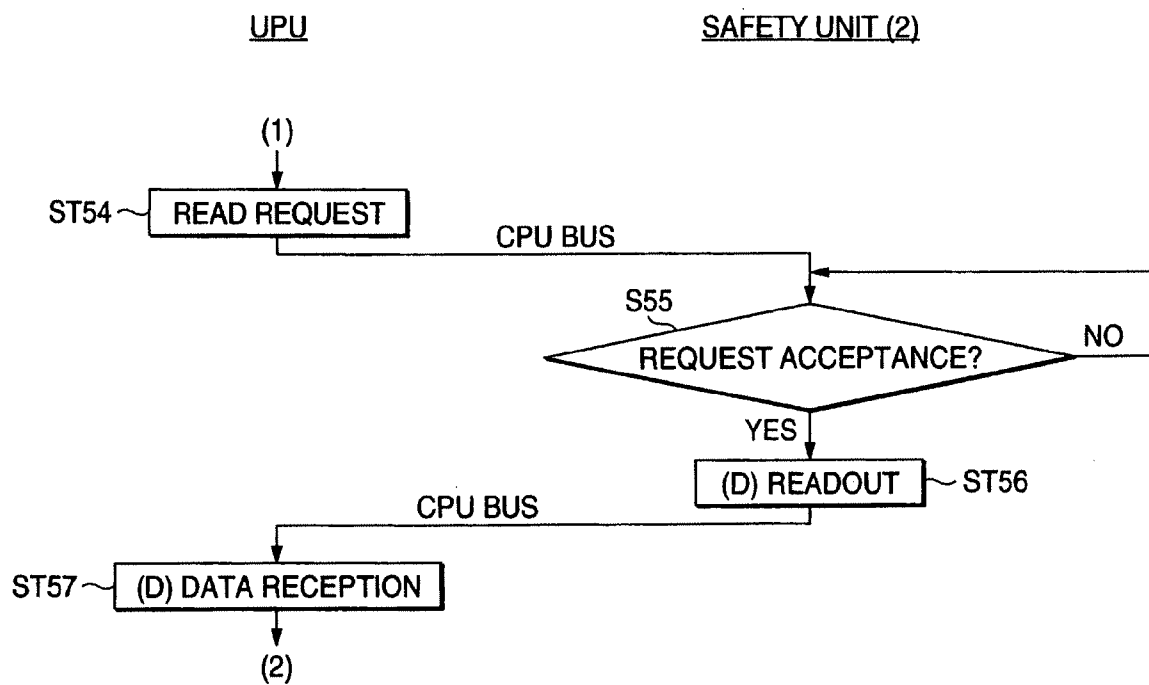 UPU
SAFETY UNIT (2)
(1)
ST54
READ REQUEST
CPU BUS
S55
REQUEST ACCEPTANCE?
NO
YES
(D) READOUT
ST56
CPU BUS
ST57
(D) DATA RECEPTION
(2)